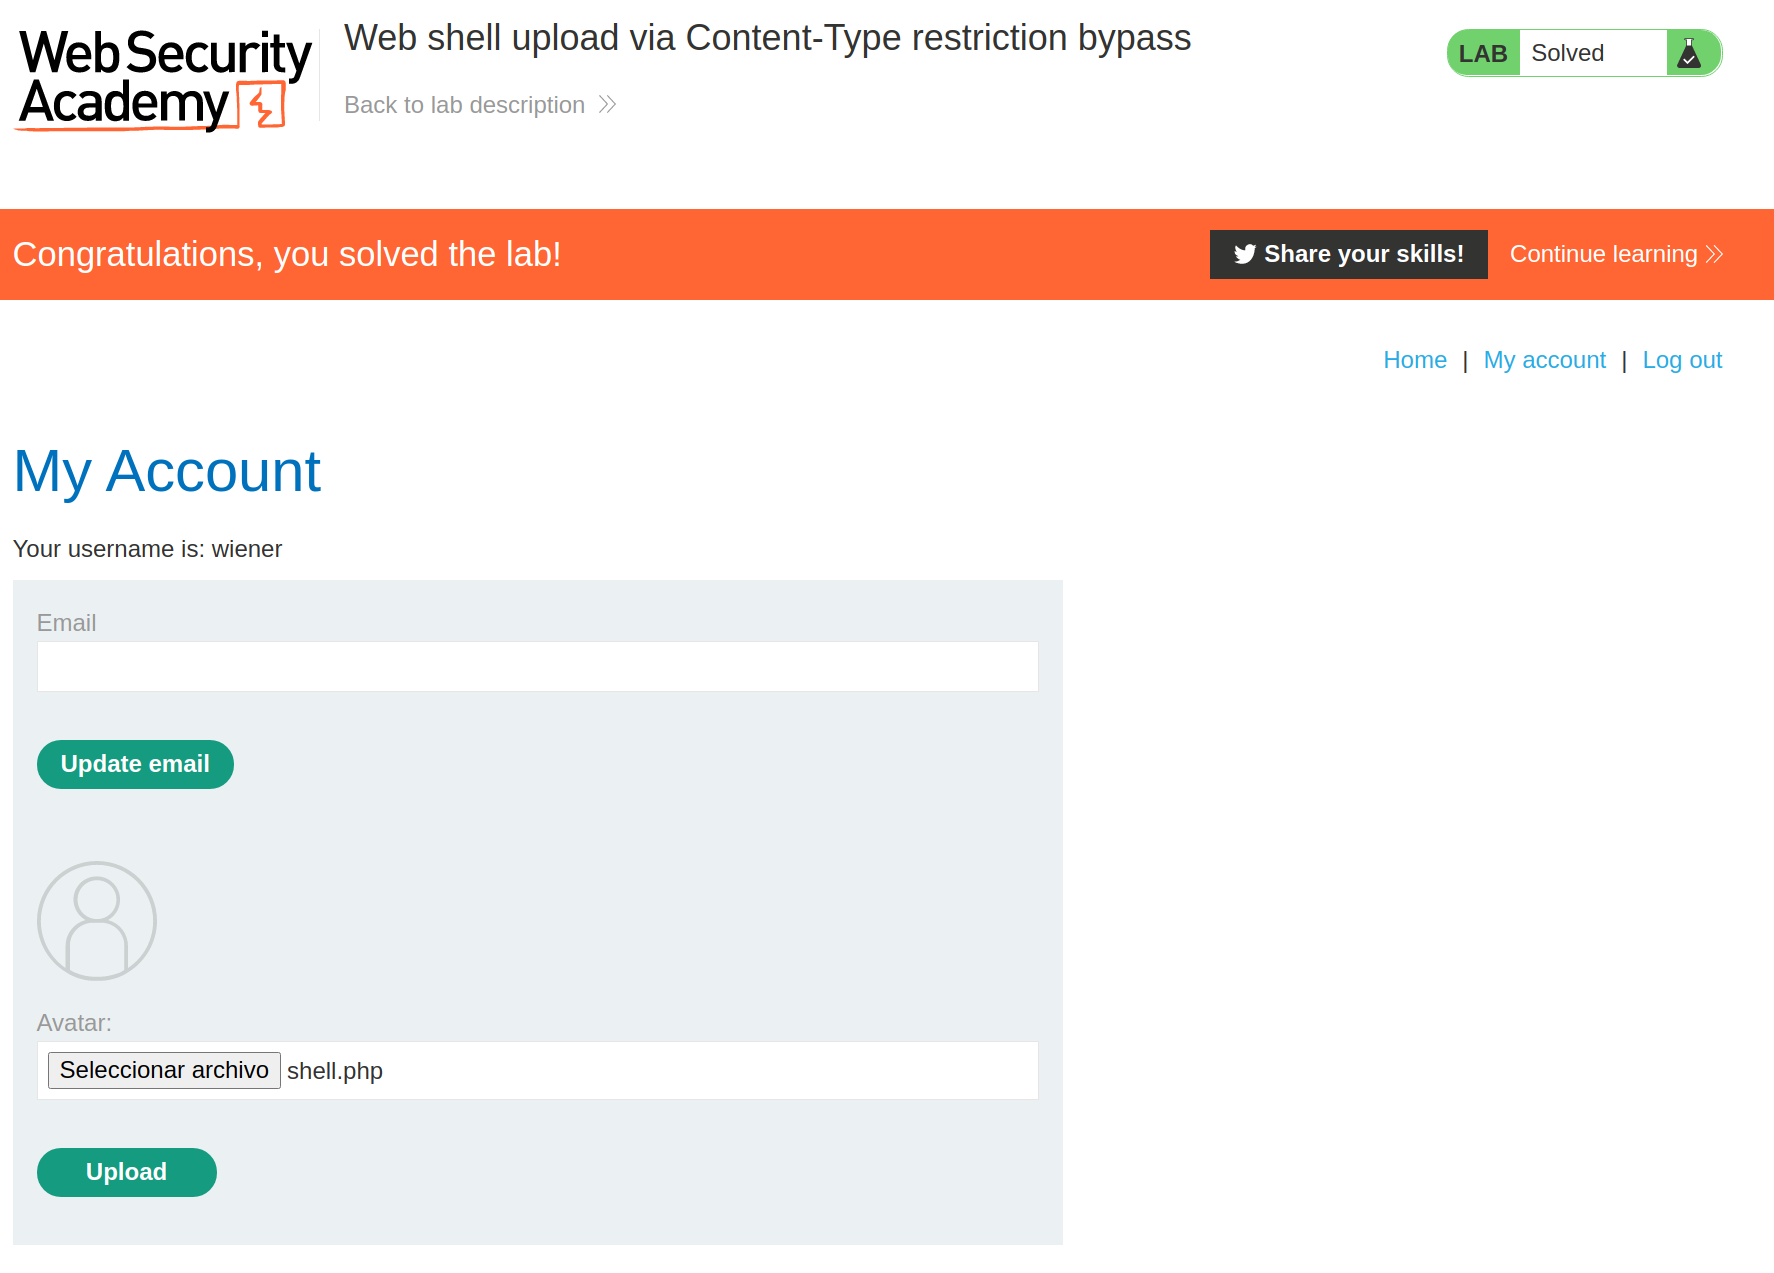 Web Security
Academy
Web shell upload via Content-Type restriction bypass
Back to lab description
LAB Solved
Congratulations, you solved the lab!
Share your skills! Continue learning
Home | My account | Log out
My Account
Your username is: wiener
Email
Update email
Avatar:
Seleccionar archivo shell.php
Upload